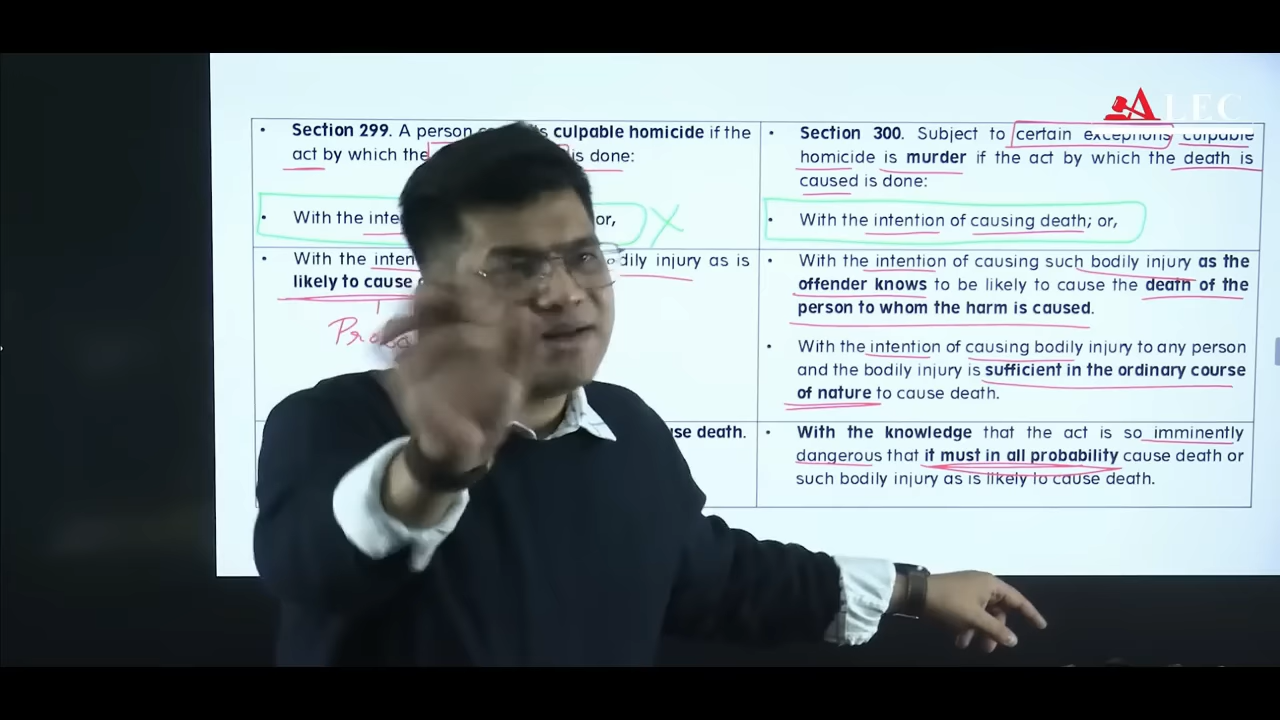 ALEC
Section 299. A person culpable homicide if the
act by which the is done:
With the or,
With the dily injury as is
likely to cause
use death.
Section 300. Subject to certain exceptions culpable
homicide is murder if the act by which the death is
caused is done:
With the intention of causing death; or,
With the intention of causing such bodily injury as the
offender knows to be likely to cause the death of the
person to whom the harm is caused.
With the intention of causing bodily injury to any person
and the bodily injury is sufficient in the ordinary course
of nature to cause death.
With the knowledge that the act is so imminently
dangerous that it must in all probability cause death or
such bodily injury as is likely to cause death.